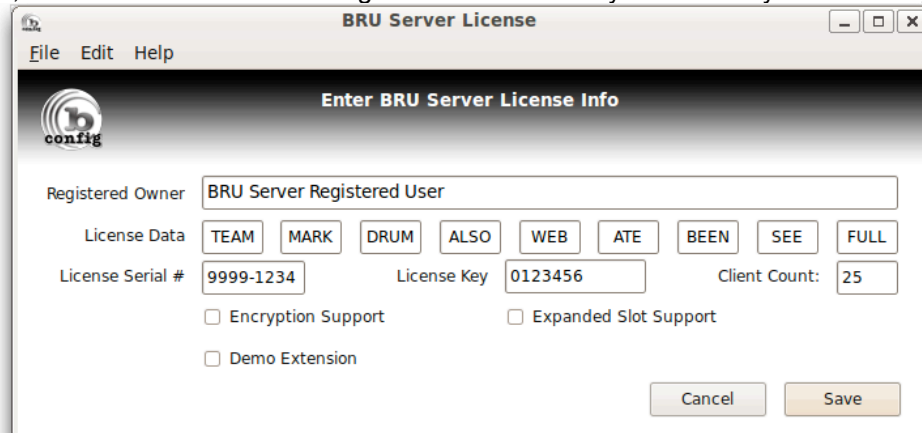 BRU Server License
File Edit Help
b
config
Enter BRU Server License Info
Registered Owner BRU Server Registered User
License Data TEAM MARK DRUM ALSO WEB ATE BEEN SEE FULL
License Serial # 9999-1234 License Key 0123456 Client Count: 25
Encryption Support Expanded Slot Support
Demo Extension
Cancel Save